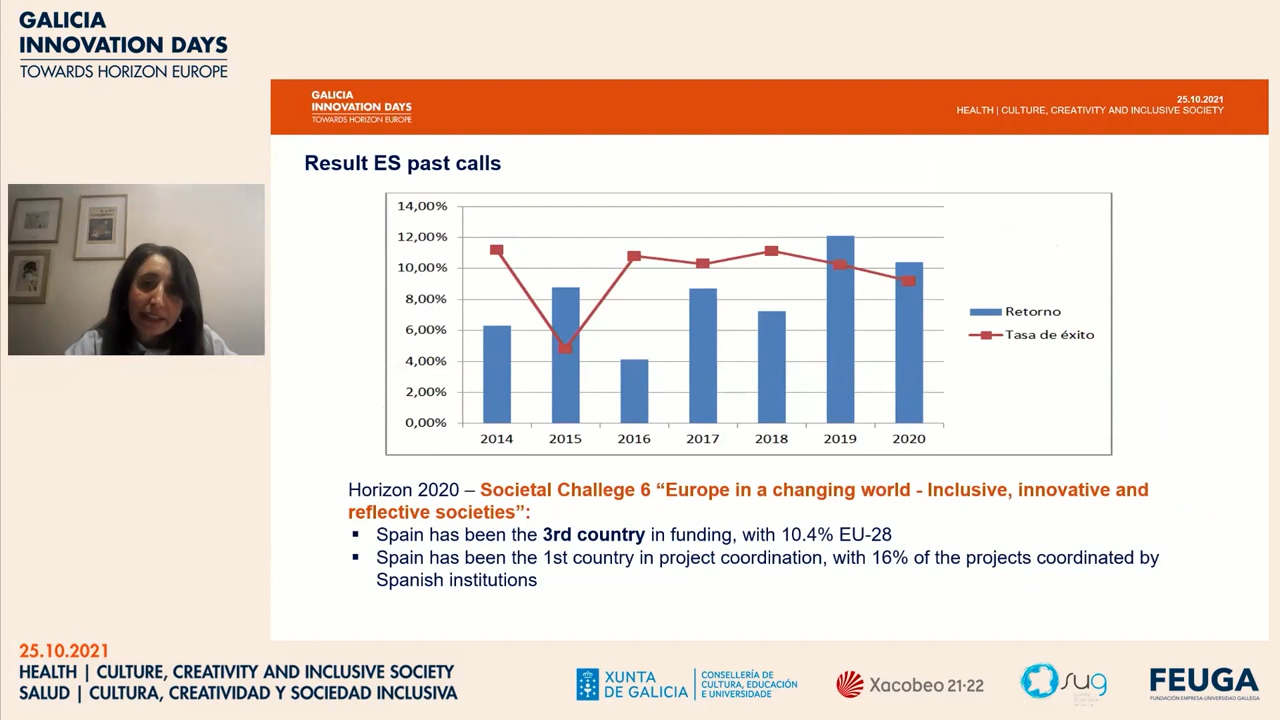 GALICIA
INNOVATION DAYS
TOWARDS HORIZON EUROPE
GALICIA
INNOVATION DAYS
TOWARDS HORIZON EUROPE
25.10.2021
HEALTH | CULTURE, CREATIVITY AND INCLUSIVE SOCIETY
Result ES past calls
14,00%
12,00%
10,00%
8,00%
6,00%
4,00%
2,00%
0,00%
2014 2015 2016 2017 2018 2019 2020
Retorno
Tasa de éxito
Horizon 2020 – Societal Challege 6 “Europe in a changing world - Inclusive, innovative and
reflective societies”:
▪ Spain has been the 3rd country in funding, with 10.4% EU-28
▪ Spain has been the 1st country in project coordination, with 16% of the projects coordinated by
Spanish institutions
25.10.2021
HEALTH | CULTURE, CREATIVITY AND INCLUSIVE SOCIETY
SALUD | CULTURA, CREATIVIDAD Y SOCIEDAD INCLUSIVA
XUNTA
DE GALICIA
CONSELLERÍA
DE CULTURA, EDUCACIÓN
E UNIVERSIDADE
Xacobeo 21·22
sug
FEUGA
FUNDACIÓN EMPRESA-UNIVERSIDAD GALLEGA